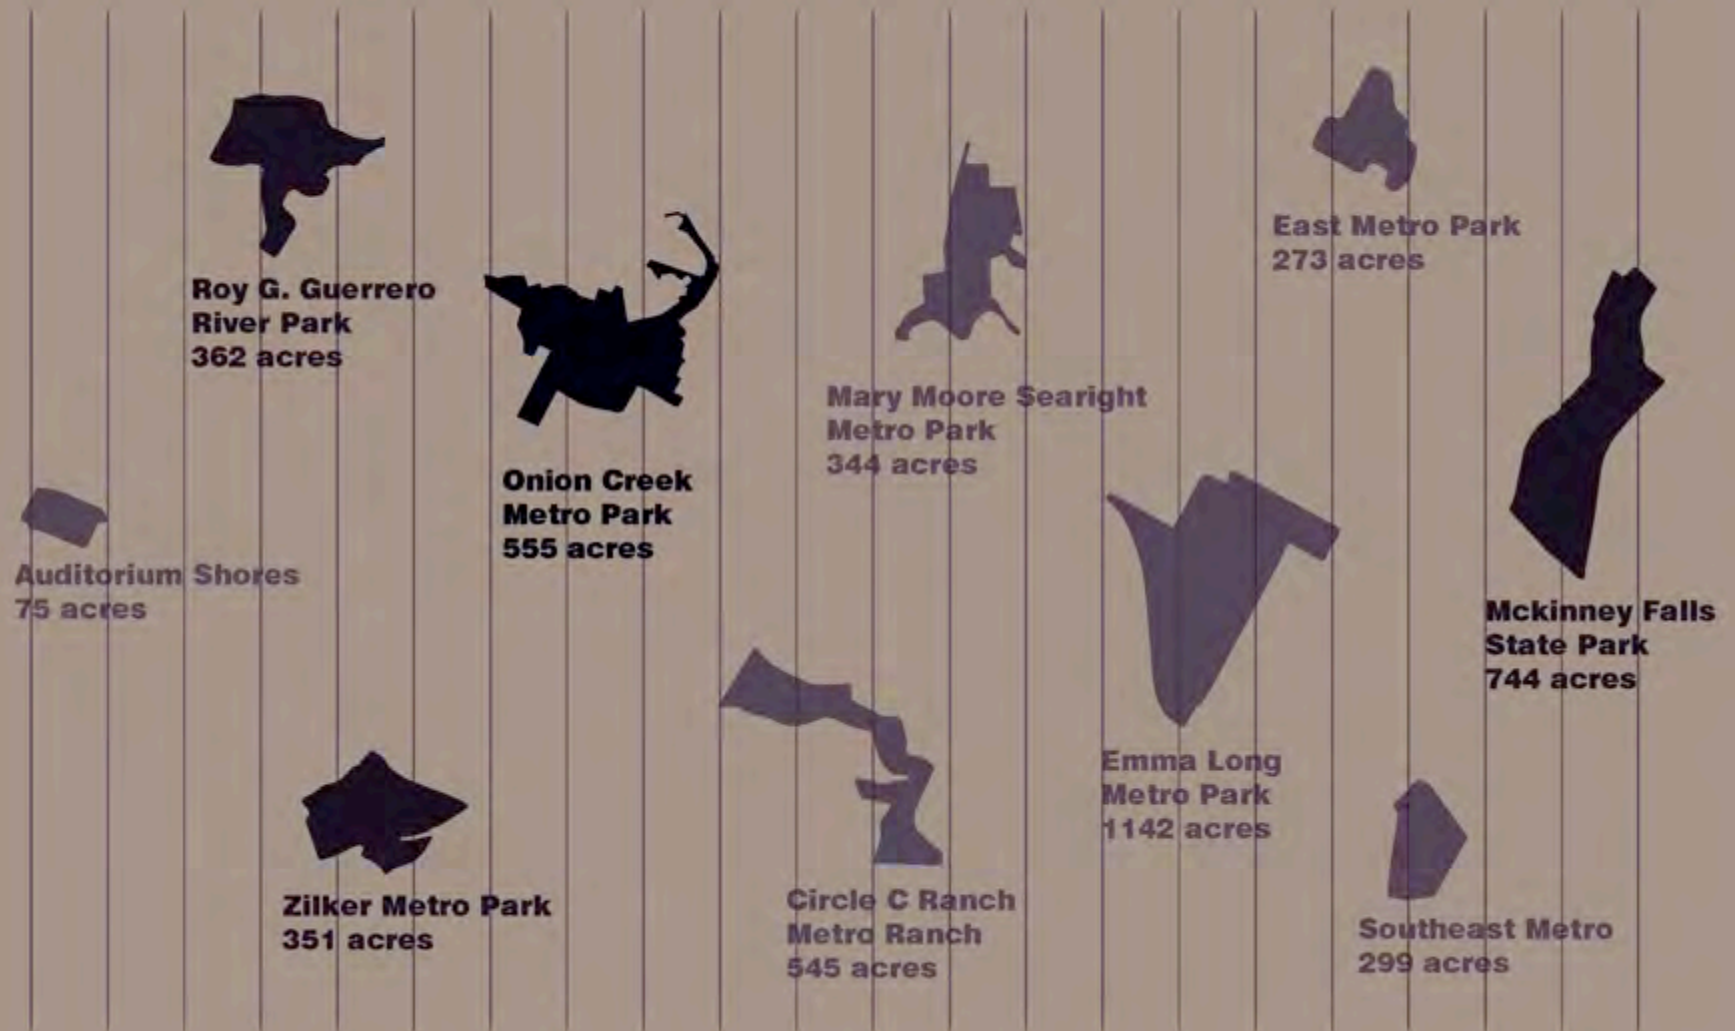 East Metro Park
273 acres
Roy G. Guerrero
River Park
362 acres
Mary Moore Searight
Metro Park
344 acres
Onion Creek
Metro Park
555 acres
Auditorium Shores
75 acres
Mckinney Falls
State Park
744 acres
Emma Long
Metro Park
1142 acres
Zilker Metro Park
351 acres
Circle C Ranch
Metro Ranch
545 acres
Southeast Metro
299 acres